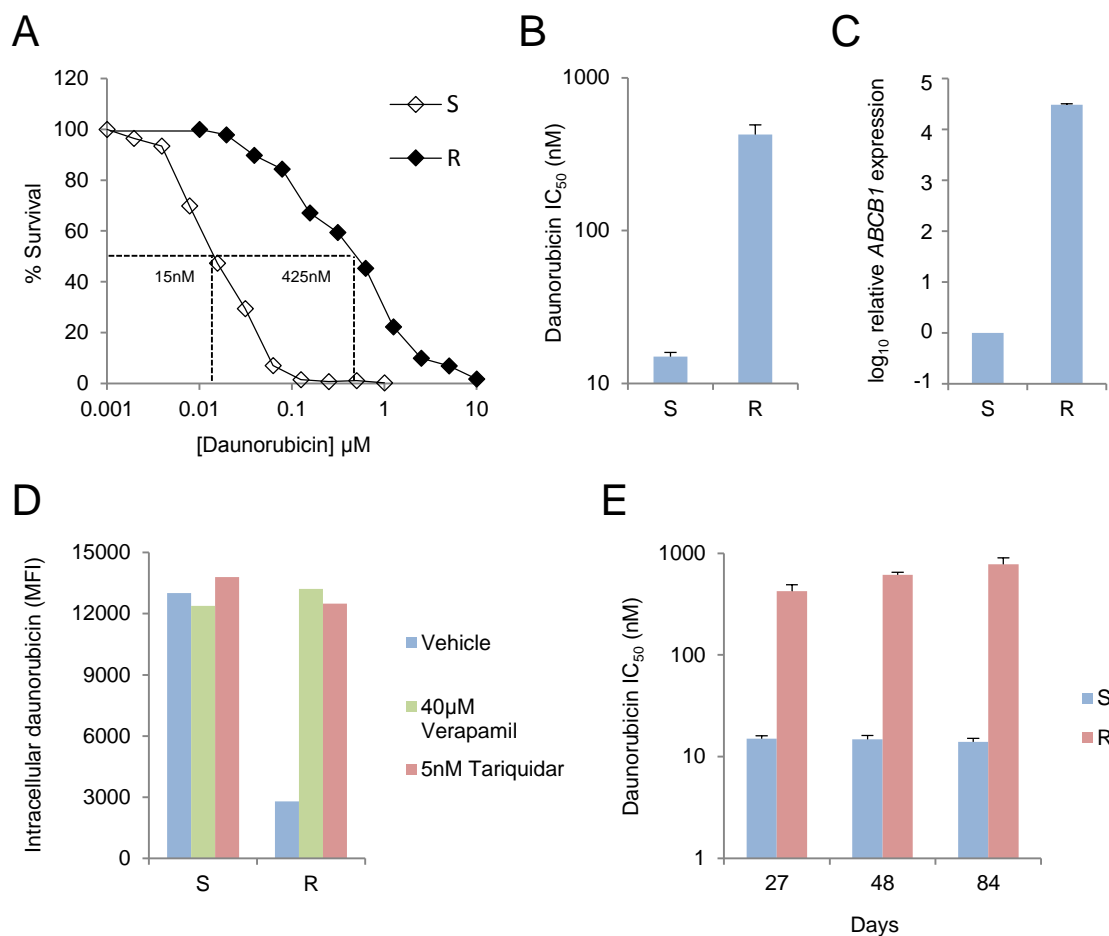 A
120
100
80
60
40
20
0
% Survival
S
R
15nM
425nM
0.001
0.01
0.1
1
10
[Daunorubicin] µM
B
1000
100
10
Daunorubicin IC₅₀ (nM)
S
R
C
5
4
3
2
1
0
-1
log₁₀ relative ABCB1 expression
S
R
D
15000
12000
9000
6000
3000
0
Intracellular daunorubicin (MFI)
S
R
Vehicle
40µM
Verapamil
5nM Tariquidar
E
1000
100
10
1
Daunorubicin IC₅₀ (nM)
27
48
84
Days
S
R